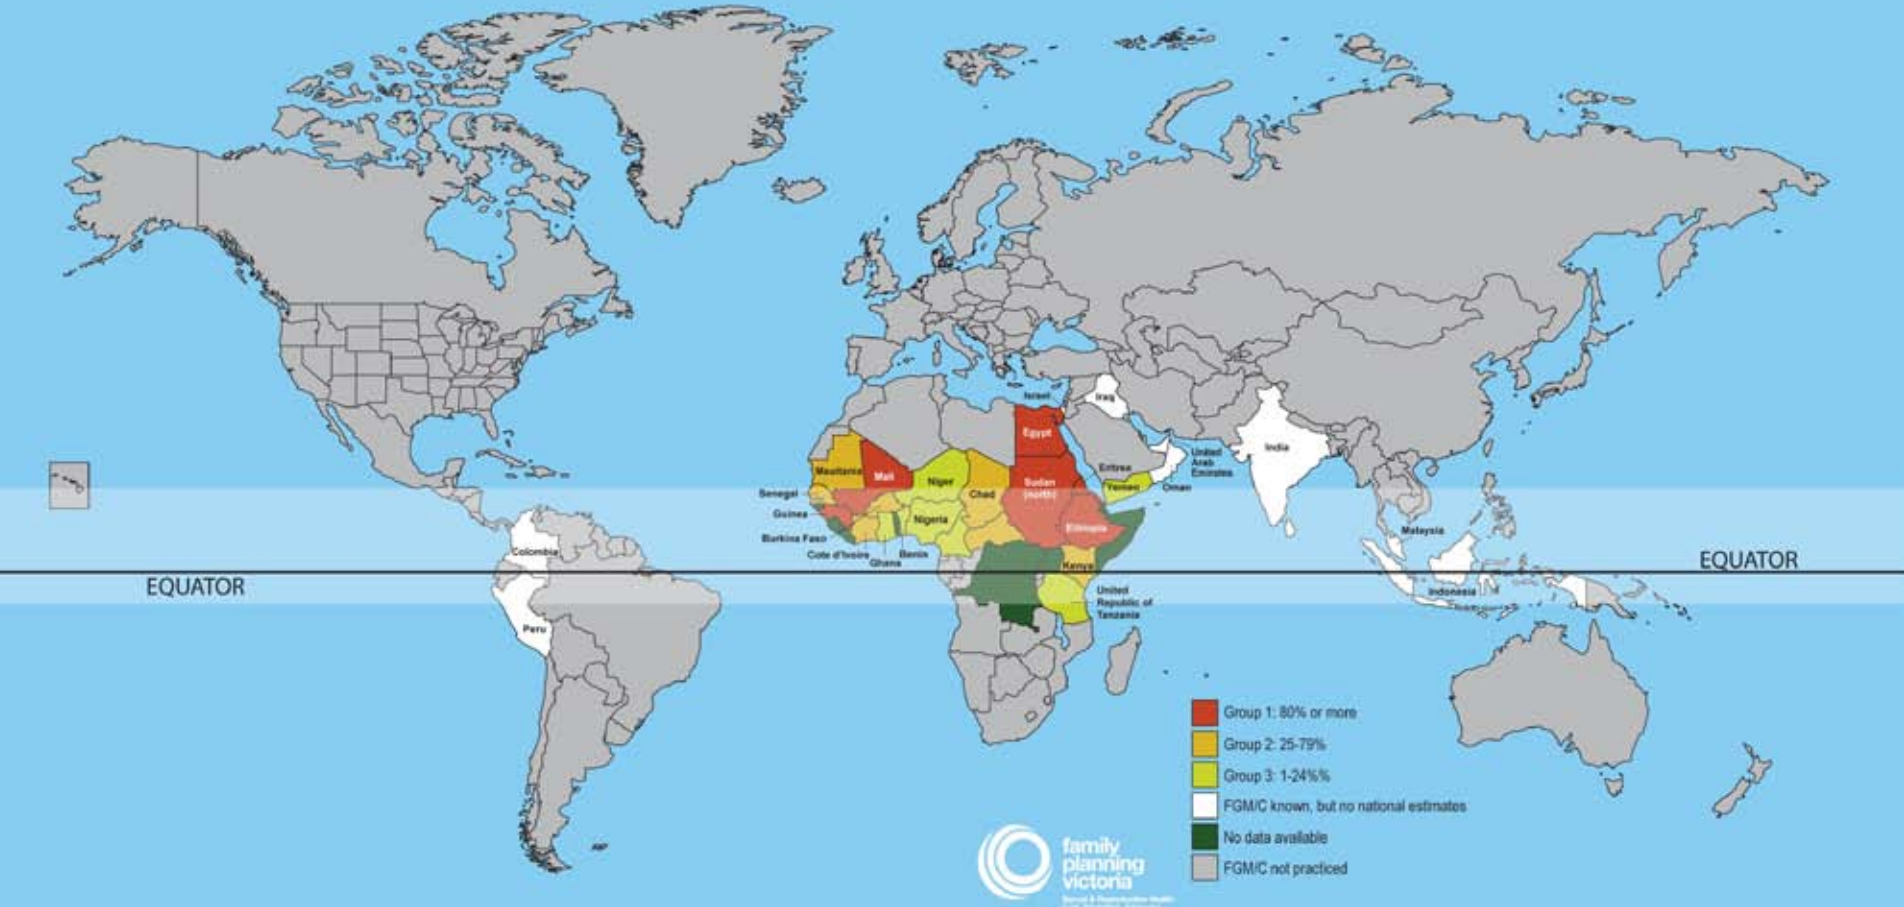 Israel
Iraq
Egypt
India
Mauritania
Mali
Niger
Chad
Sudan
(north)
Eritrea
Yemen
Oman
United
Arab
Emirates
Senegal
Guinea
Nigeria
Ethiopia
Burkina Faso
Cote d'Ivoire
Ghana
Benin
Malaysia
Colombia
Kenya
EQUATOR
EQUATOR
United
Republic of
Tanzania
Indonesia
Peru
Group 1: 80% or more
Group 2: 25-79%
Group 3: 1-24%%
FGM/C known, but no national estimates
No data available
FGM/C not practiced
family
planning
victoria